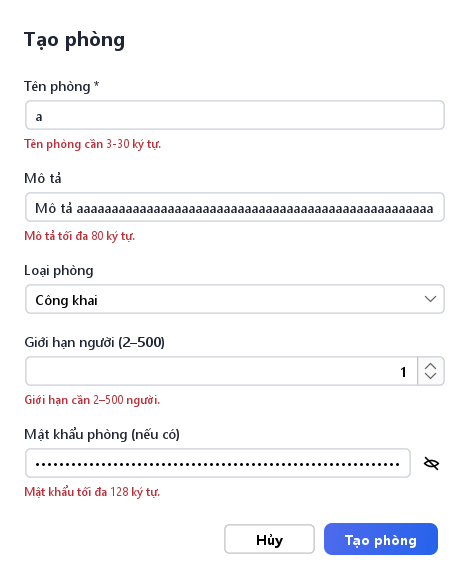 Tạo phòng
Tên phòng *
a
Tên phòng cần 3-30 ký tự.
Mô tả
Mô tả aaaaaaaaaaaaaaaaaaaaaaaaaaaaaaaaaaaaaaaaaaaaaaaaaaa
Mô tả tối đa 80 ký tự.
Loại phòng
Công khai
Giới hạn người (2–500)
1
Giới hạn cần 2–500 người.
Mật khẩu phòng (nếu có)
Mật khẩu tối đa 128 ký tự.
Hủy Tạo phòng